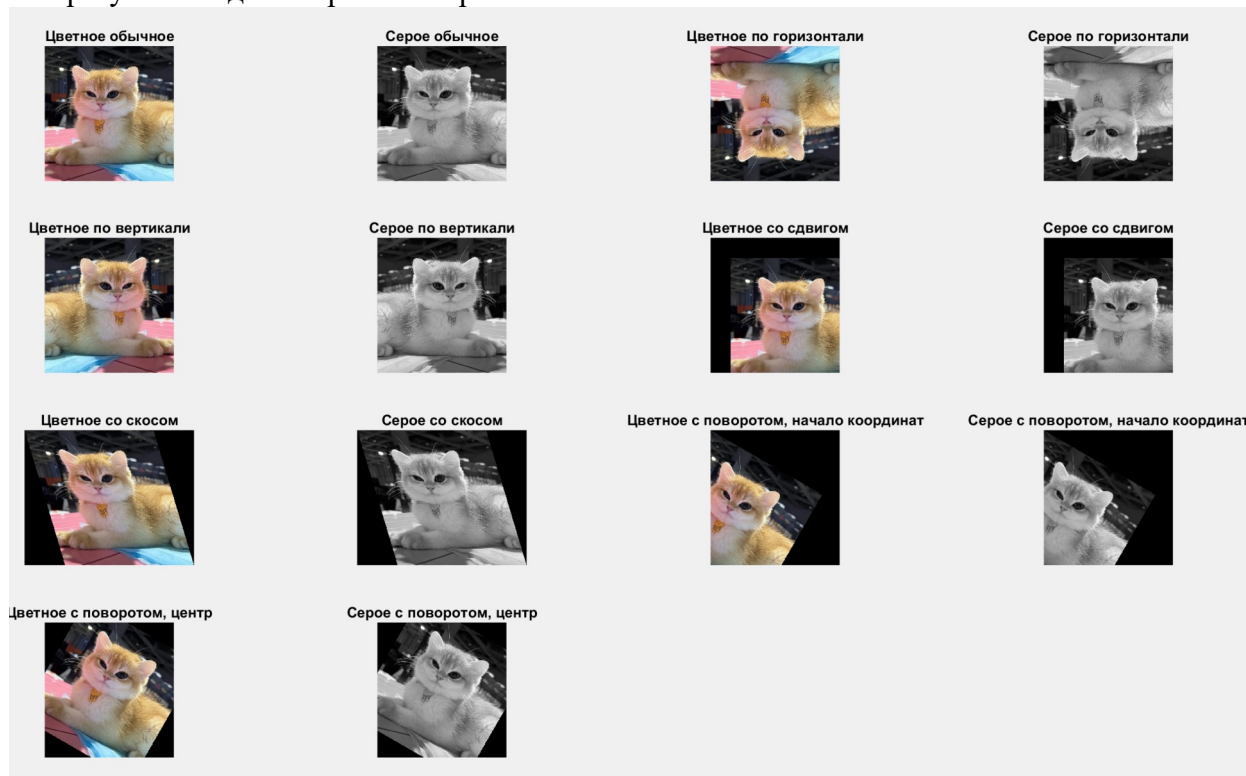 Цветное обычное
Серое обычное
Цветное по горизонтали
Серое по горизонтали
Цветное по вертикали
Серое по вертикали
Цветное со сдвигом
Серое со сдвигом
Цветное со скосом
Серое со скосом
Цветное с поворотом, начало координат
Серое с поворотом, начало координат
Цветное с поворотом, центр
Серое с поворотом, центр